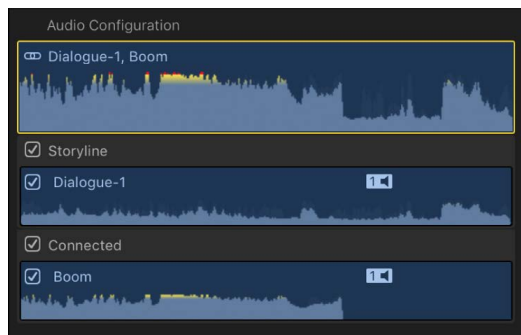 Audio Configuration
Dialogue-1, Boom
Storyline
Dialogue-1
1
Connected
Boom
1